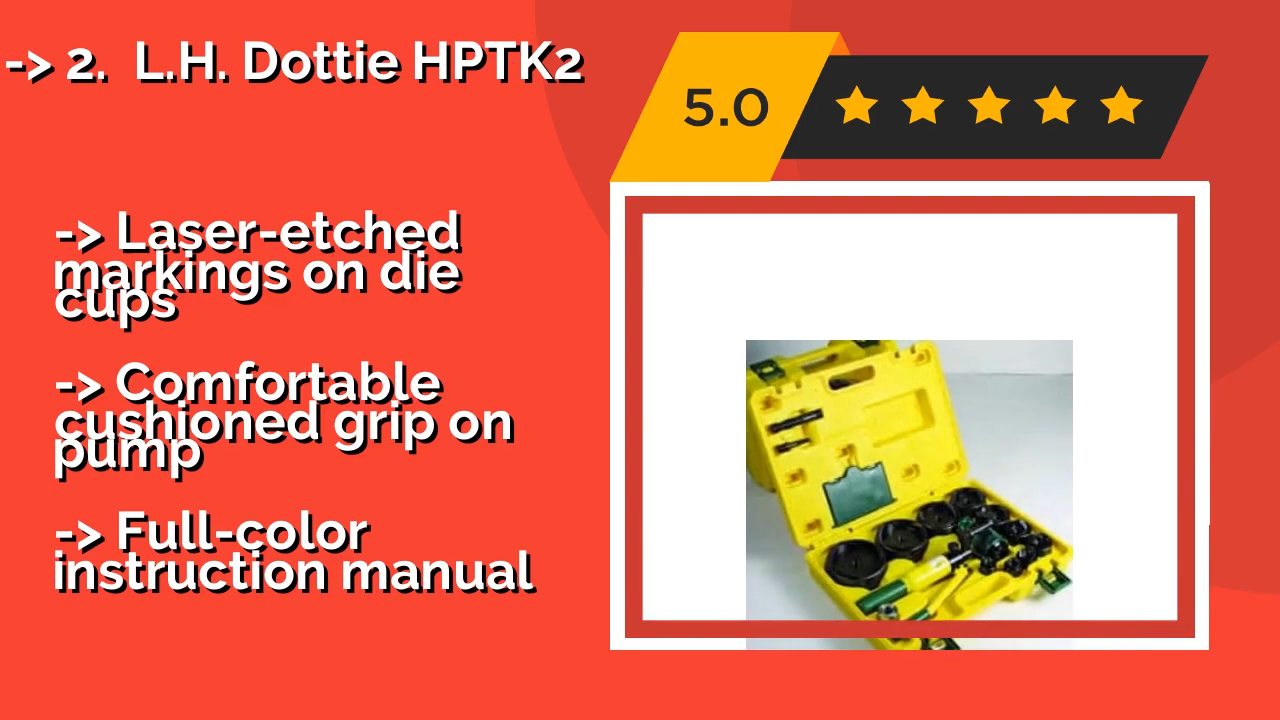 -> 2.  L.H. Dottie HPTK2
5.0
-> Laser-etched
markings on die
cups
-> Comfortable
cushioned grip on
pump
-> Full-color
instruction manual